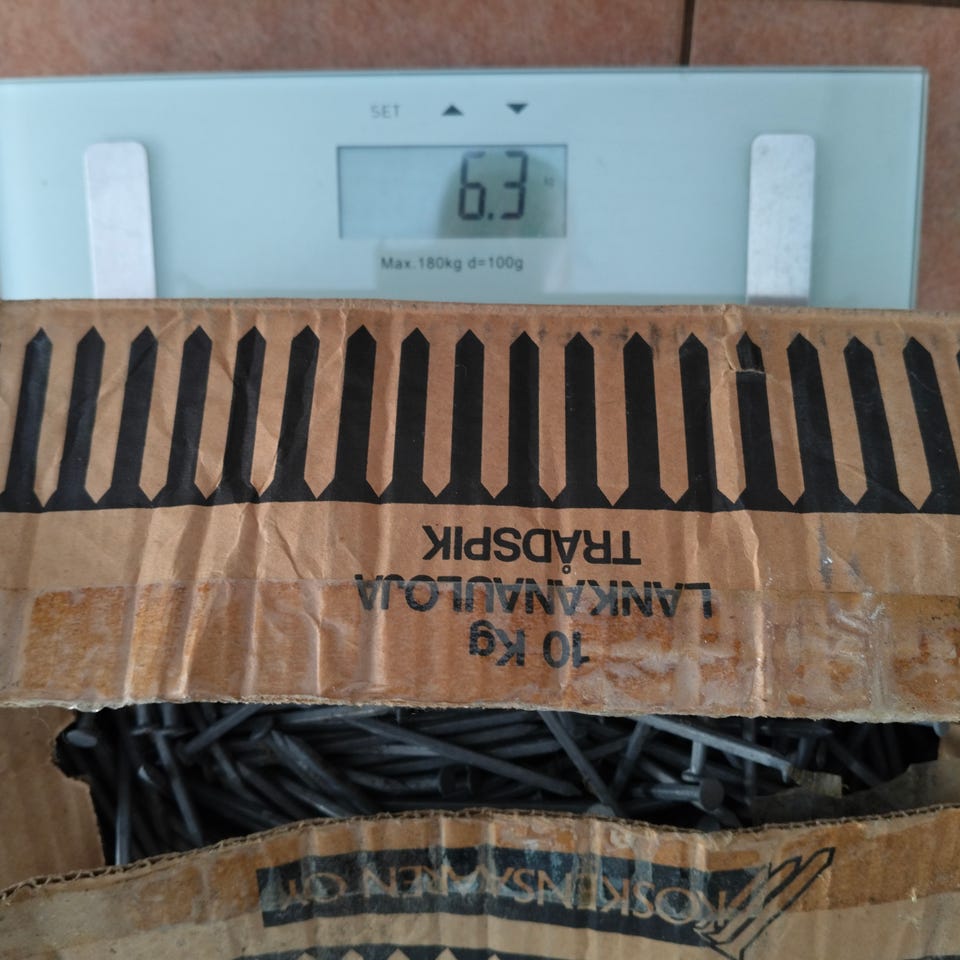 SET
6.3
Max.180kg d=100g
10 Kg
LANKANAULOJA
TRÅDSPIK
KOSKENSAAREN OY